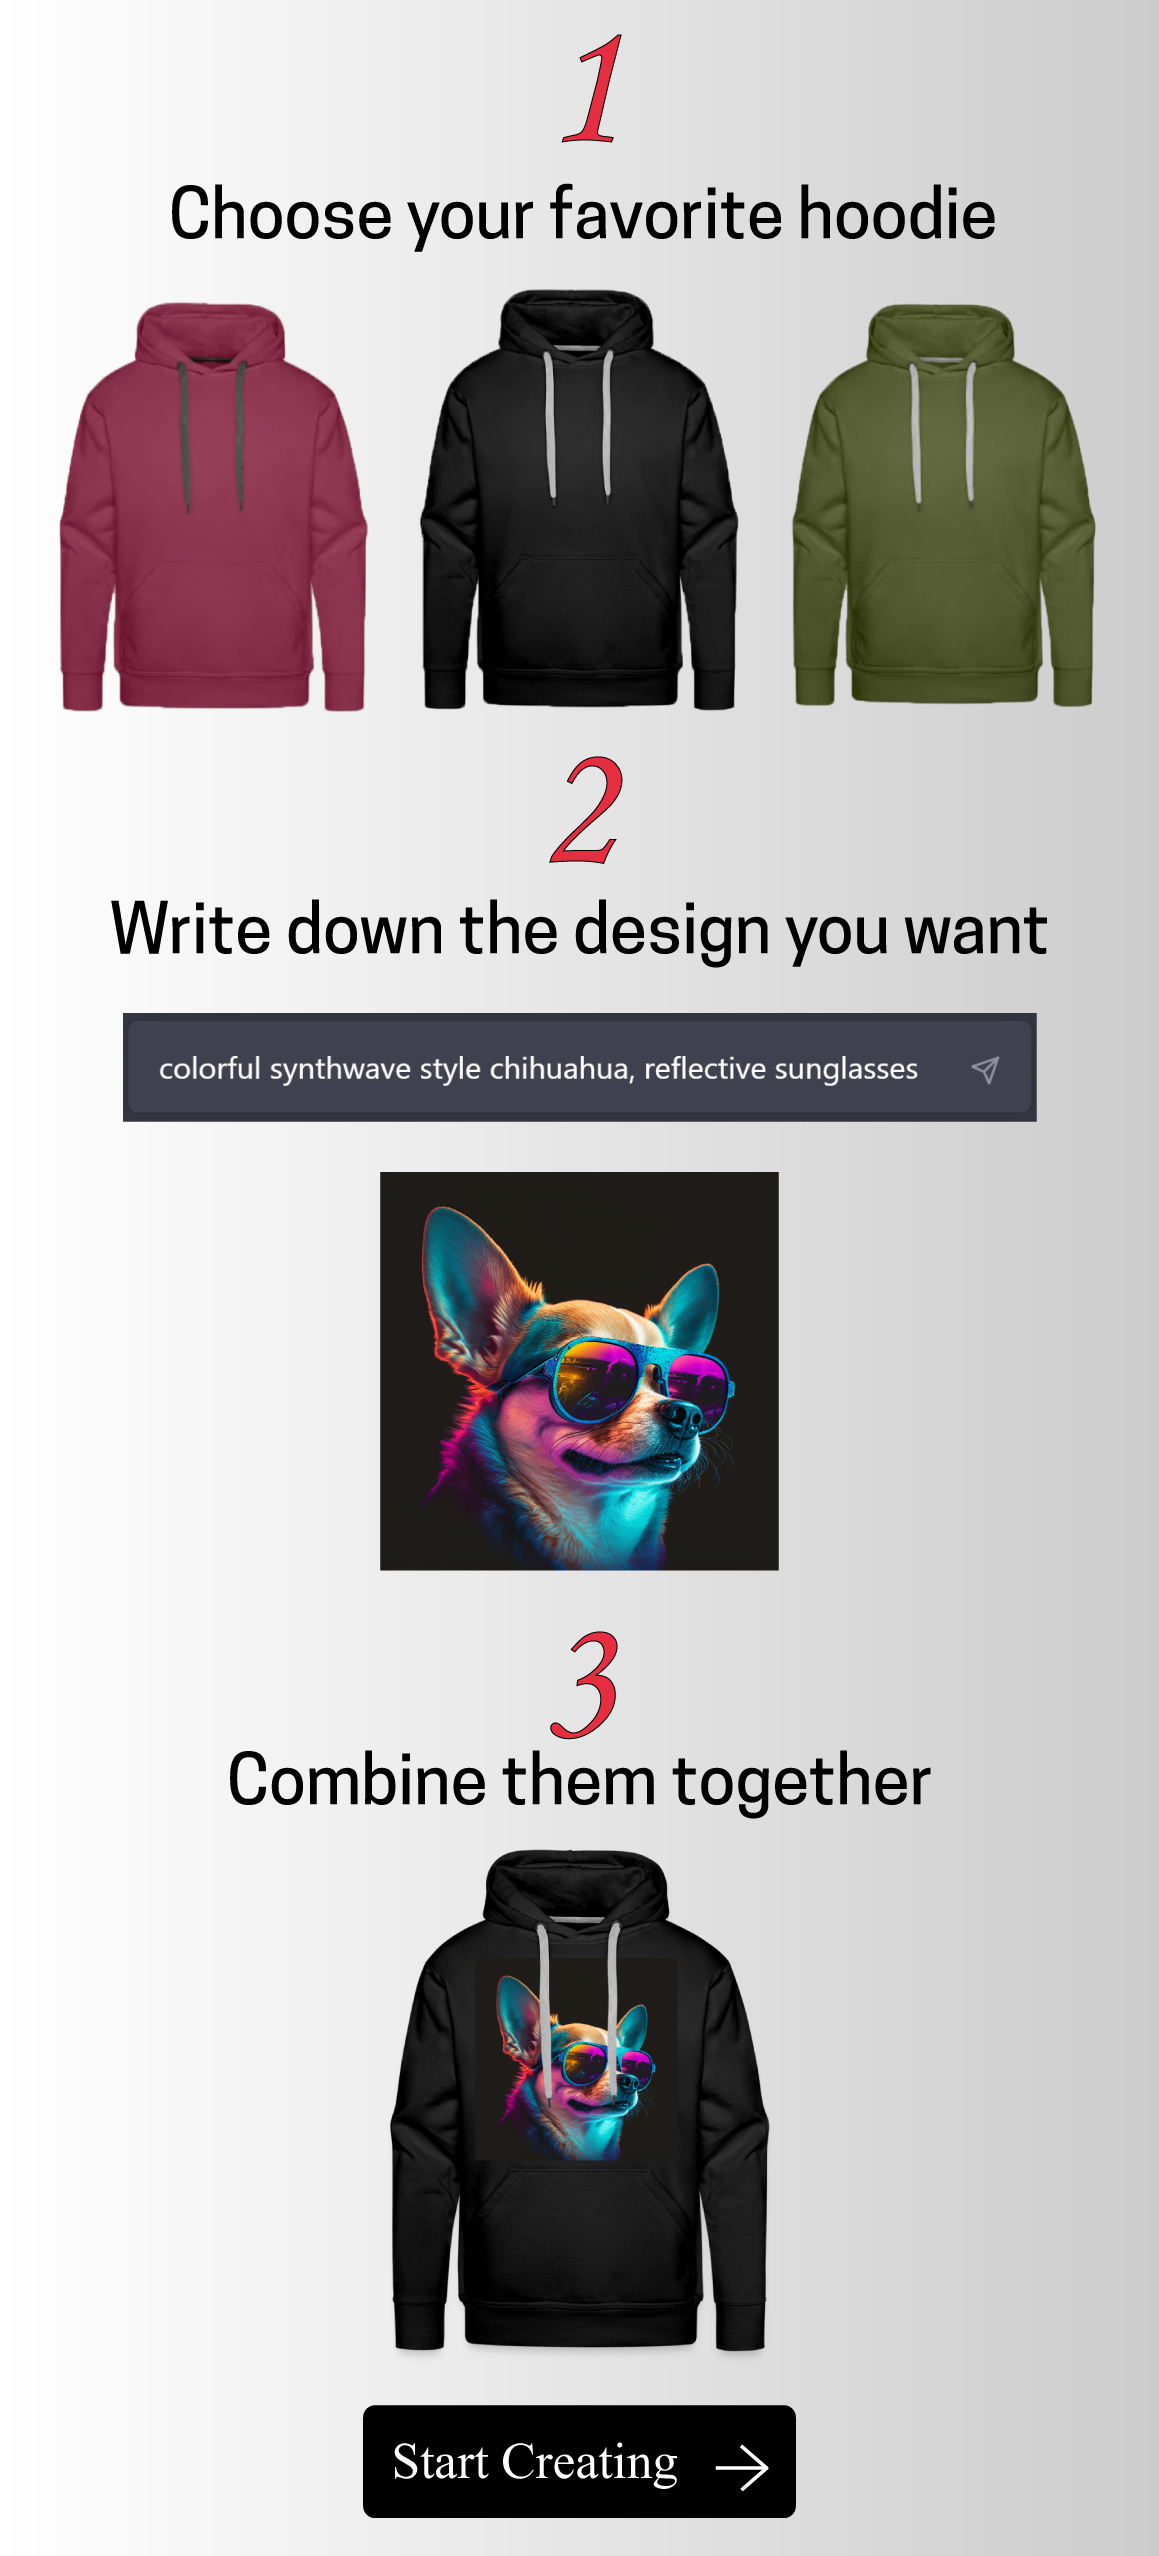 1
Choose your favorite hoodie
2
Write down the design you want
colorful synthwave style chihuahua, reflective sunglasses
3
Combine them together
Start Creating